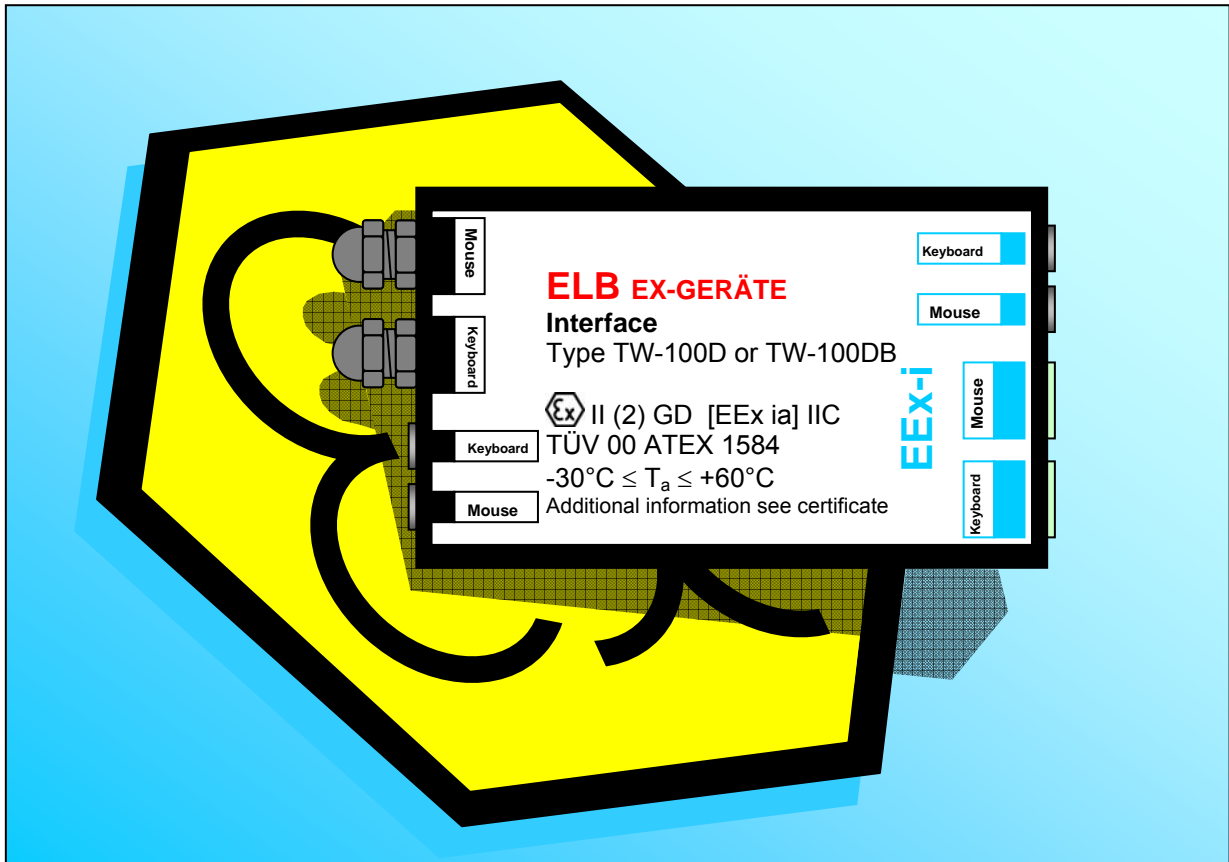 Mouse
Keyboard
Keyboard
Mouse
ELB EX-GERÄTE
Interface
Type TW-100D or TW-100DB
Ex II (2) GD [EEx ia] IIC
TÜV 00 ATEX 1584
-30°C ≤ Ta ≤ +60°C
Additional information see certificate
EEx-i
Keyboard
Mouse
Mouse
Keyboard